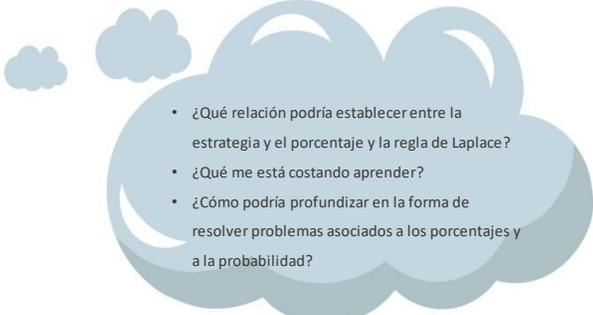 • ¿Qué relación podría establecer entre la
estrategia y el porcentaje y la regla de Laplace?
• ¿Qué me está costando aprender?
• ¿Cómo podría profundizar en la forma de
resolver problemas asociados a los porcentajes y
a la probabilidad?